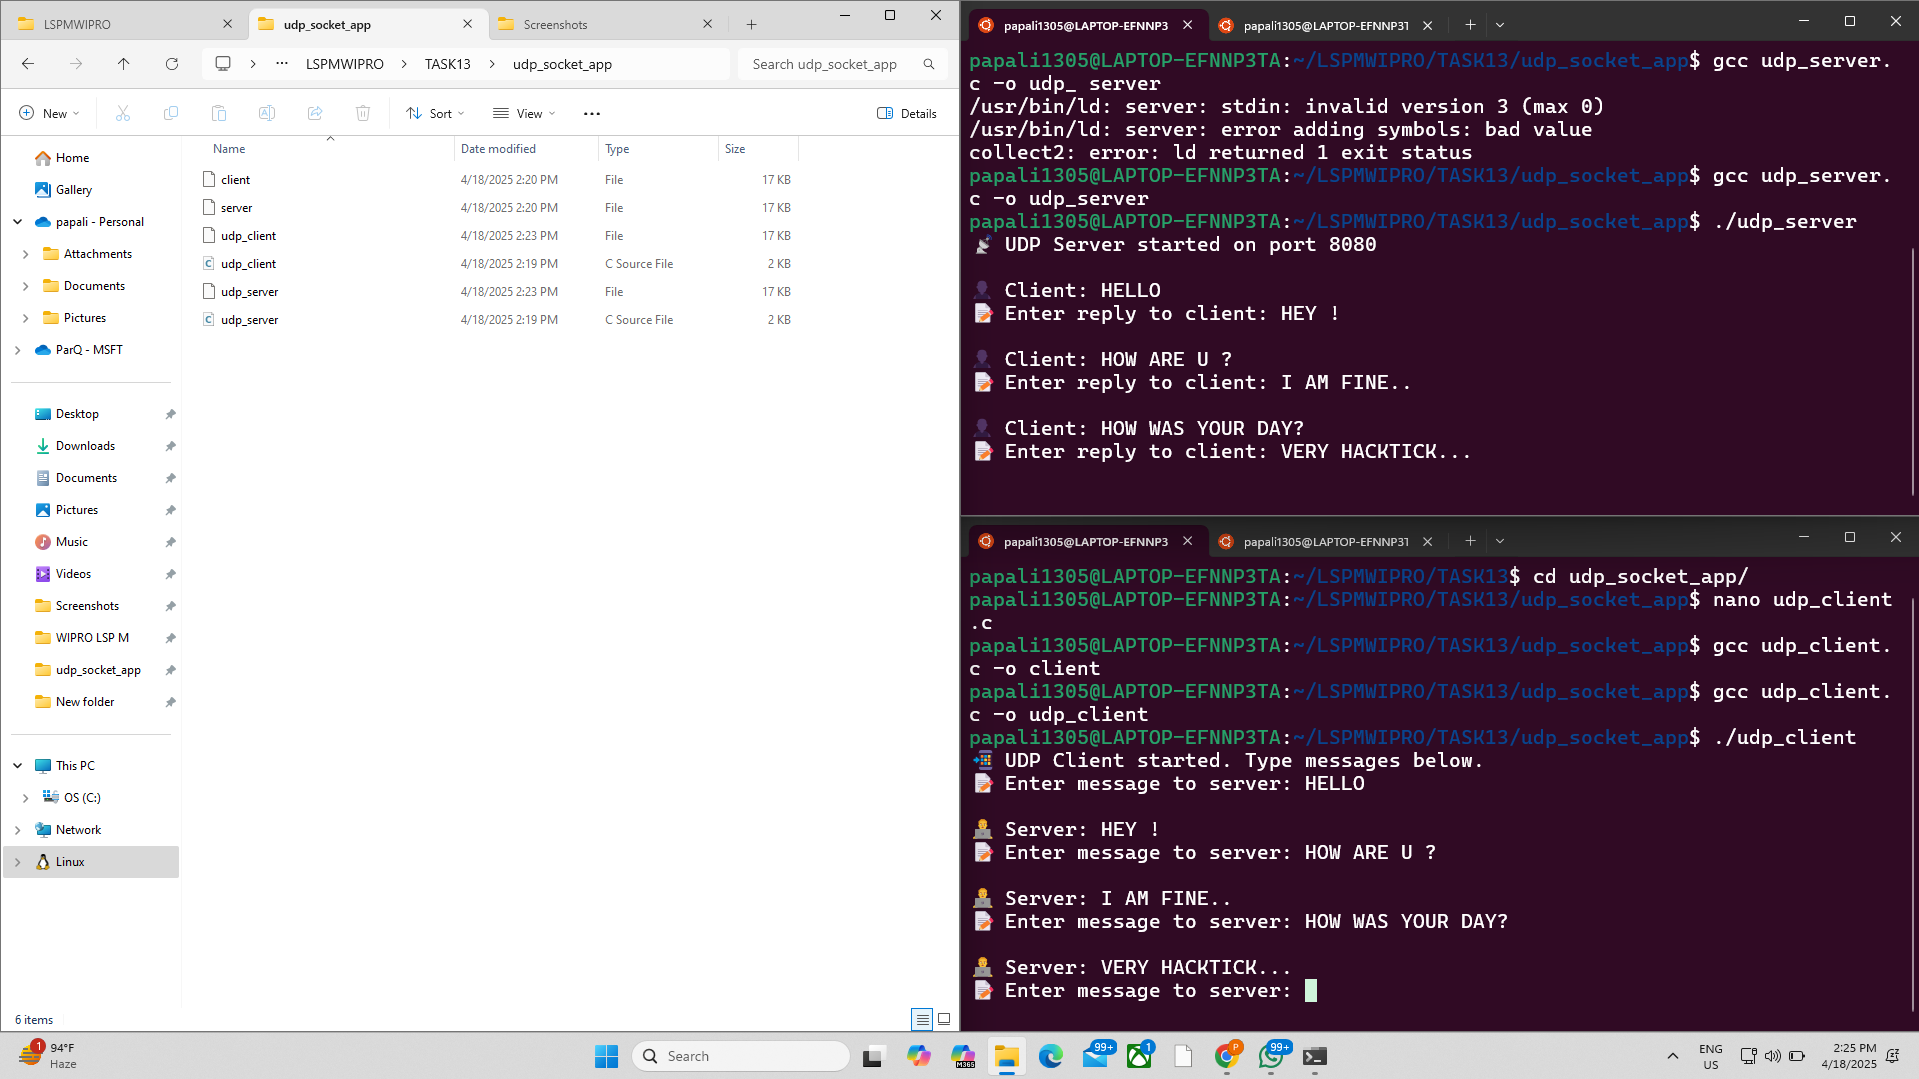 LSPMWIPRO
udp_socket_app
Screenshots
LSPMWIPRO
TASK13
udp_socket_app
Search udp_socket_app
New
Sort
View
Details
Name
Date modified
Type
Size
client
4/18/2025 2:20 PM
File
17 KB
server
4/18/2025 2:20 PM
File
17 KB
udp_client
4/18/2025 2:23 PM
File
17 KB
udp_client
4/18/2025 2:19 PM
C Source File
2 KB
udp_server
4/18/2025 2:23 PM
File
17 KB
udp_server
4/18/2025 2:19 PM
C Source File
2 KB
Home
Gallery
papali - Personal
Attachments
Documents
Pictures
ParQ - MSFT
Desktop
Downloads
Documents
Pictures
Music
Videos
Screenshots
WIPRO LSP M
udp_socket_app
New folder
This PC
OS (C:)
Network
Linux
6 items
papali1305@LAPTOP-EFNNP3
papali1305@LAPTOP-EFNNP3T
papali1305@LAPTOP-EFNNP3TA:~/LSPMWIPRO/TASK13/udp_socket_app$ gcc udp_server.
c -o udp_ server
/usr/bin/ld: server: stdin: invalid version 3 (max 0)
/usr/bin/ld: server: error adding symbols: bad value
collect2: error: ld returned 1 exit status
papali1305@LAPTOP-EFNNP3TA:~/LSPMWIPRO/TASK13/udp_socket_app$ gcc udp_server.
c -o udp_server
papali1305@LAPTOP-EFNNP3TA:~/LSPMWIPRO/TASK13/udp_socket_app$ ./udp_server
UDP Server started on port 8080
Client: HELLO
Enter reply to client: HEY !
Client: HOW ARE U ?
Enter reply to client: I AM FINE..
Client: HOW WAS YOUR DAY?
Enter reply to client: VERY HACKTICK...
papali1305@LAPTOP-EFNNP3
papali1305@LAPTOP-EFNNP3T
papali1305@LAPTOP-EFNNP3TA:~/LSPMWIPRO/TASK13$ cd udp_socket_app/
papali1305@LAPTOP-EFNNP3TA:~/LSPMWIPRO/TASK13/udp_socket_app$ nano udp_client
.c
papali1305@LAPTOP-EFNNP3TA:~/LSPMWIPRO/TASK13/udp_socket_app$ gcc udp_client.
c -o client
papali1305@LAPTOP-EFNNP3TA:~/LSPMWIPRO/TASK13/udp_socket_app$ gcc udp_client.
c -o udp_client
papali1305@LAPTOP-EFNNP3TA:~/LSPMWIPRO/TASK13/udp_socket_app$ ./udp_client
UDP Client started. Type messages below.
Enter message to server: HELLO
Server: HEY !
Enter message to server: HOW ARE U ?
Server: I AM FINE..
Enter message to server: HOW WAS YOUR DAY?
Server: VERY HACKTICK...
Enter message to server:
1
94°F
Haze
Search
M365
99+
1
P
99+
ENG
US
2:25 PM
4/18/2025